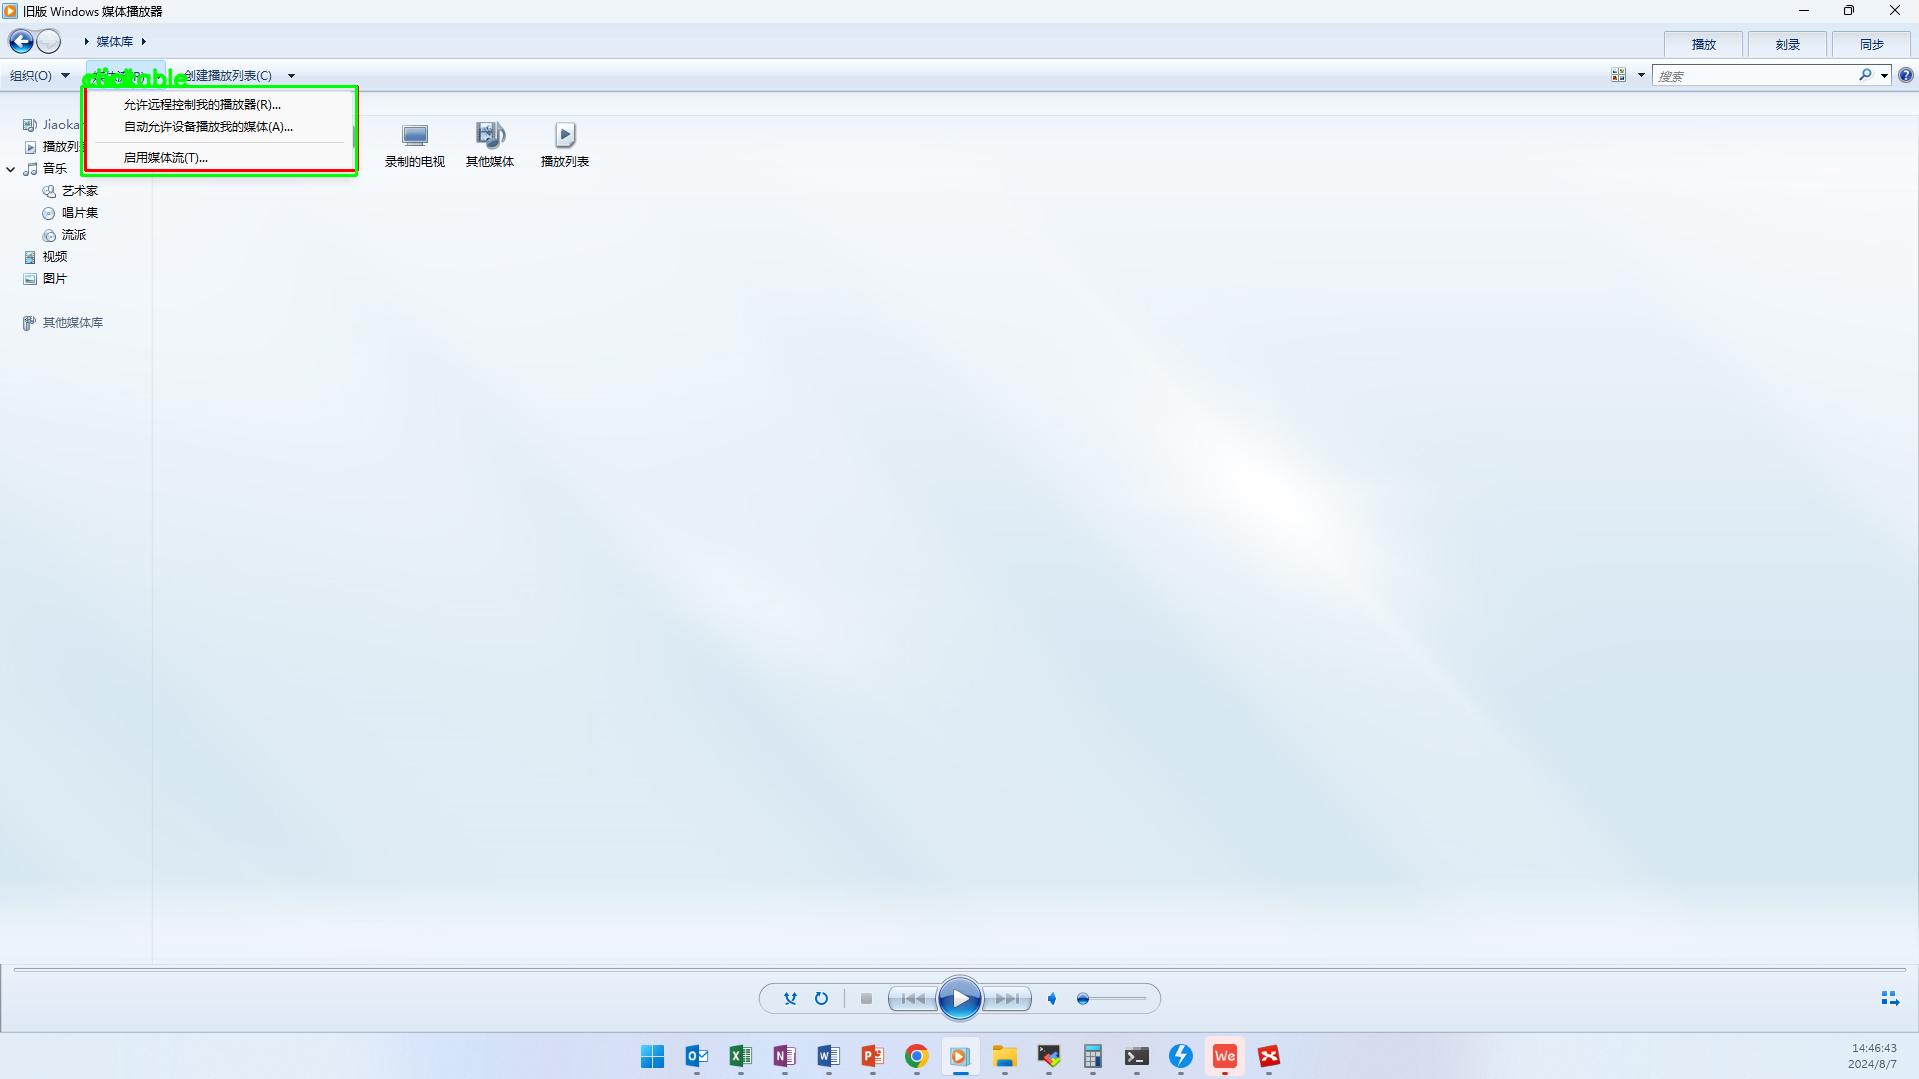 旧版 Windows 媒体播放器
媒体库
播放
刻录
同步
组织(O)
创建播放列表(C)
搜索
clickable
允许远程控制我的播放器(R)...
自动允许设备播放我的媒体(A)...
启用媒体流(T)...
Jiaoka
播放列
音乐
艺术家
唱片集
流派
视频
图片
其他媒体库
录制的电视
其他媒体
播放列表
14:46:43
2024/8/7